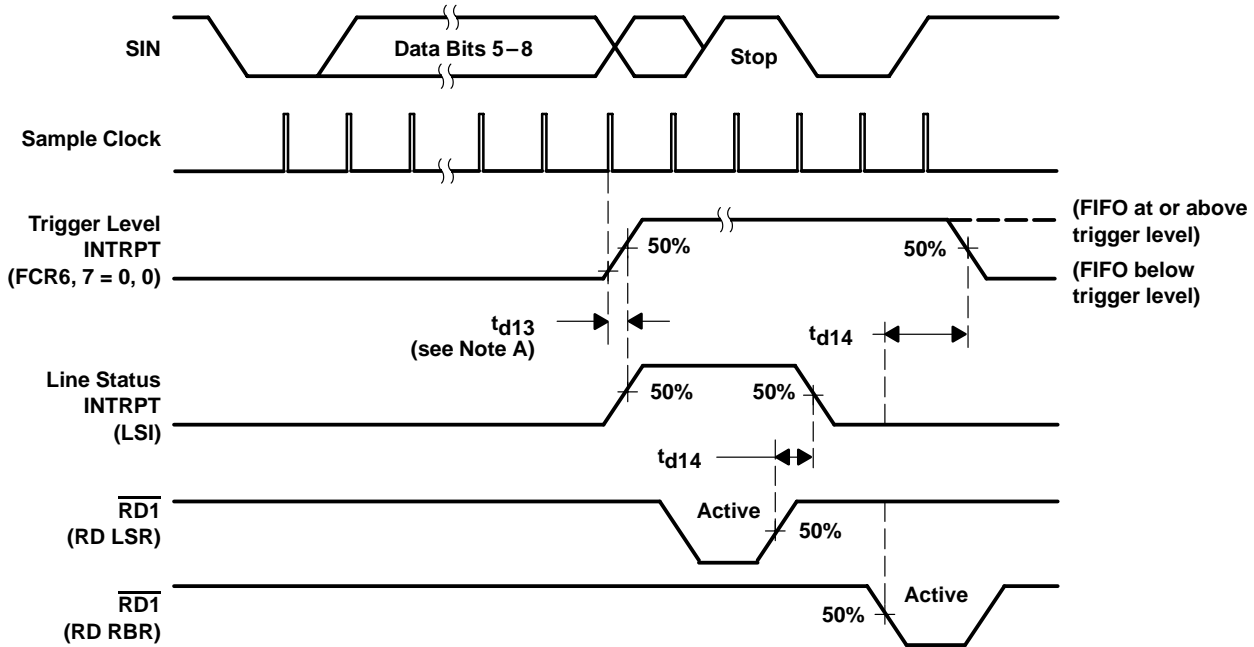 SIN
Data Bits 5–8
Stop
Sample Clock
Trigger Level
INTRPT
(FCR6, 7 = 0, 0)
50%
50%
(FIFO at or above
trigger level)
(FIFO below
trigger level)
td13
(see Note A)
td14
Line Status
INTRPT
(LSI)
50%
50%
td14
RD1
(RD LSR)
Active
50%
RD1
(RD RBR)
50%
Active